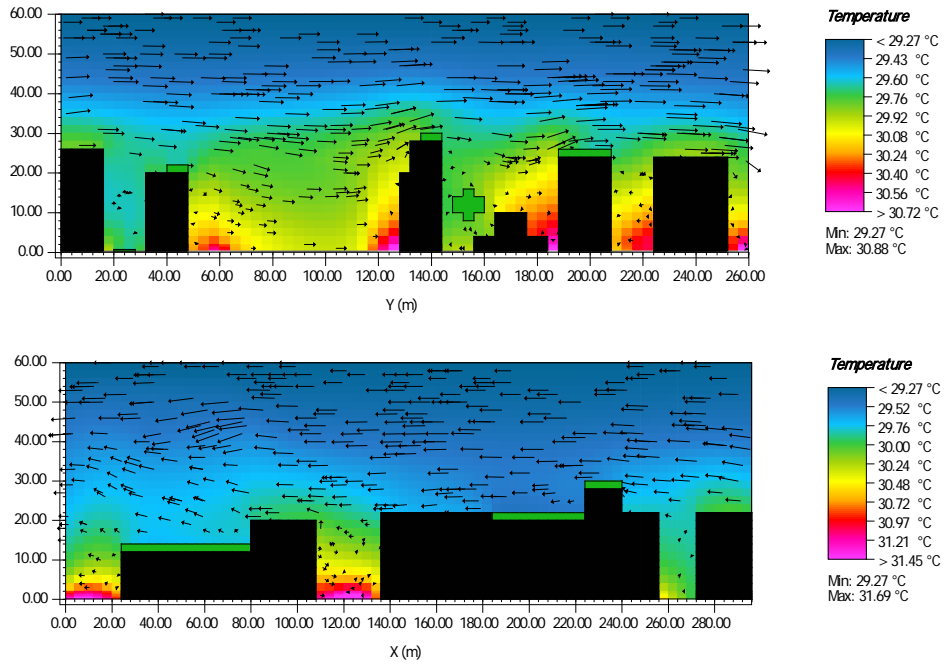 60.00
50.00
40.00
30.00
20.00
10.00
0.00
0.00 20.00 40.00 60.00 80.00 100.00 120.00 140.00 160.00 180.00 200.00 220.00 240.00 260.00
Y (m)
Temperature
< 29.27 °C
29.43 °C
29.60 °C
29.76 °C
29.92 °C
30.08 °C
30.24 °C
30.40 °C
30.56 °C
> 30.72 °C
Min: 29.27 °C
Max: 30.88 °C
60.00
50.00
40.00
30.00
20.00
10.00
0.00
0.00 20.00 40.00 60.00 80.00 100.00 120.00 140.00 160.00 180.00 200.00 220.00 240.00 260.00 280.00
X (m)
Temperature
< 29.27 °C
29.52 °C
29.76 °C
30.00 °C
30.24 °C
30.48 °C
30.72 °C
30.97 °C
31.21 °C
> 31.45 °C
Min: 29.27 °C
Max: 31.69 °C